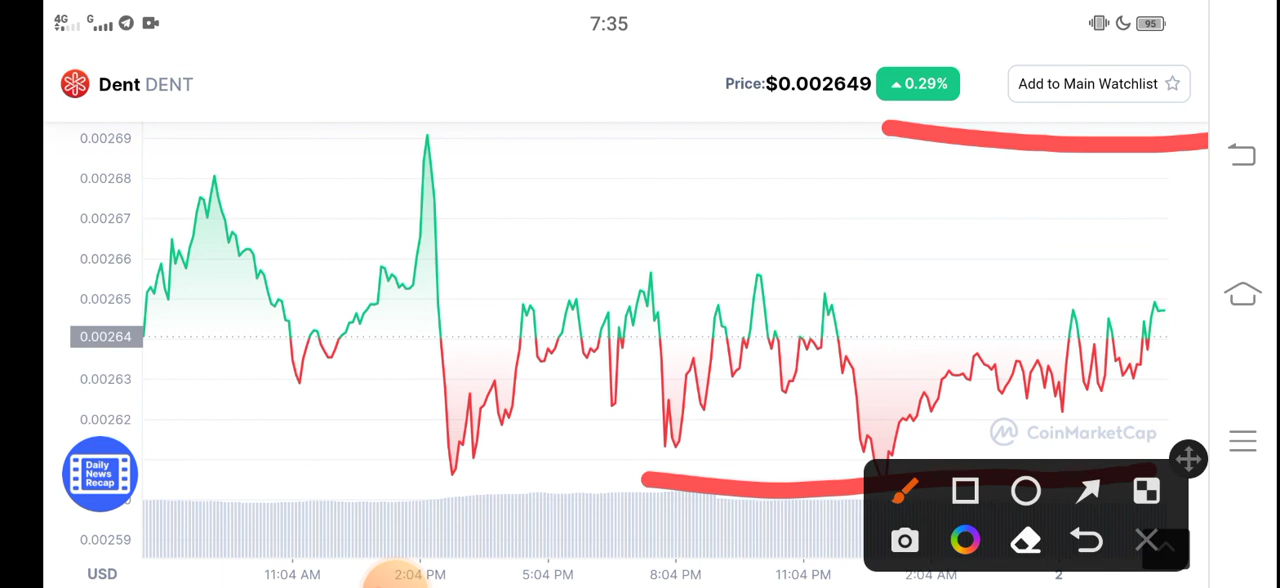 4G G 7:35 95
Dent DENT Price:$0.002649 0.29% Add to Main Watchlist
0.00269
0.00268
0.00267
0.00266
0.00265
0.00264
0.00263
0.00262
CoinMarketCap
Daily
News
Recap
0.00259
USD 11:04 AM 2:04 PM 5:04 PM 8:04 PM 11:04 PM 2 2:04 AM